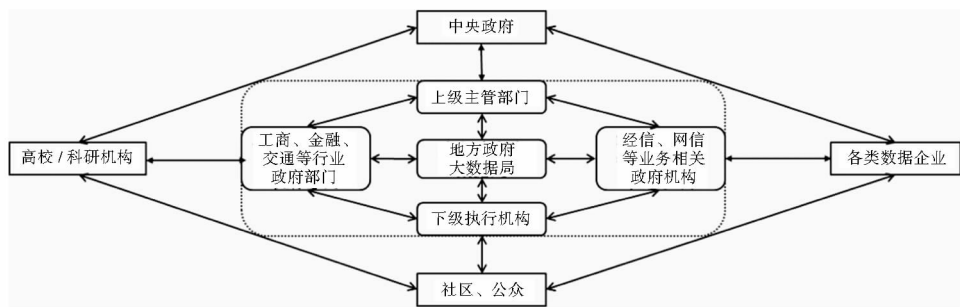 中央政府
上级主管部门
高校/科研机构
工商、金融、
交通等行业
政府部门
地方政府
大数据局
经信、网信
等业务相关
政府机构
各类数据企业
下级执行机构
社区、公众